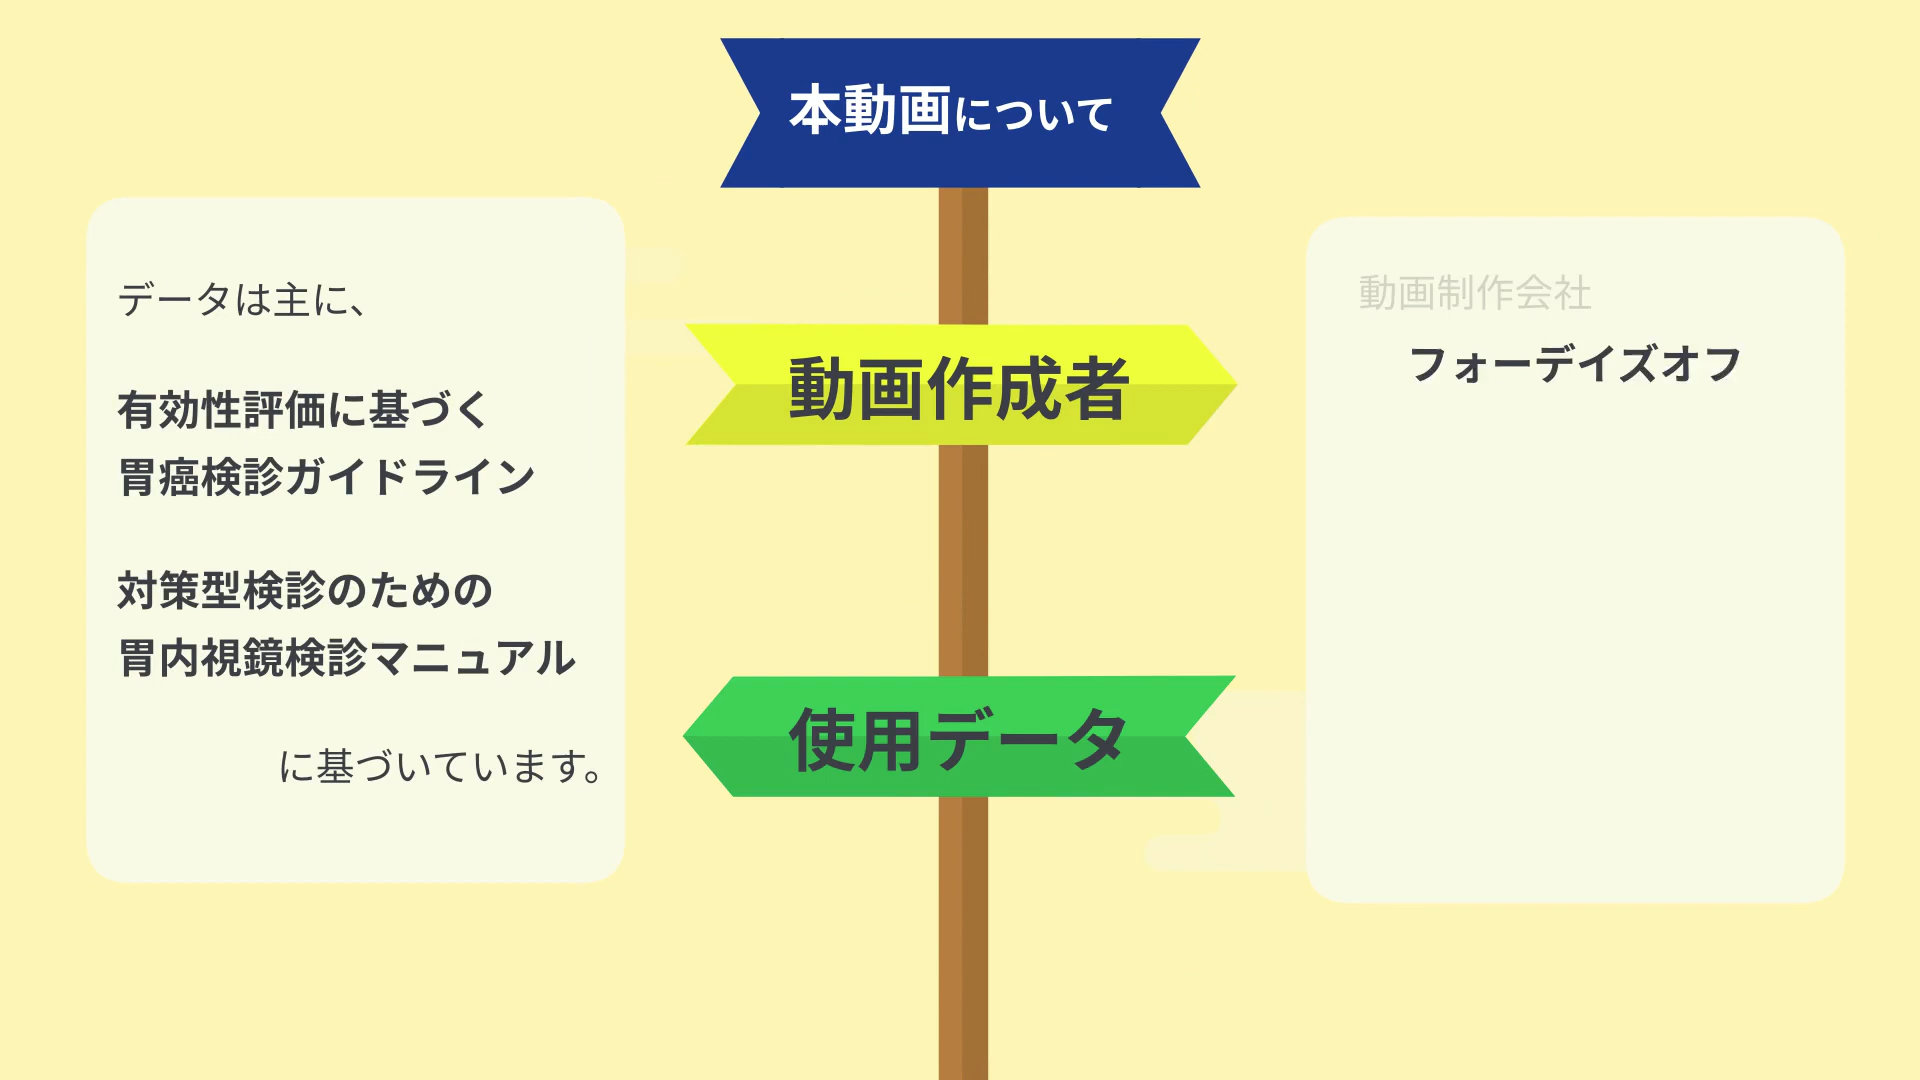 本動画について
データは主に、
有効性評価に基づく
胃癌検診ガイドライン
対策型検診のための
胃内視鏡検診マニュアル
に基づいています。
動画作成者
使用データ
動画制作会社
フォーデイズオフ